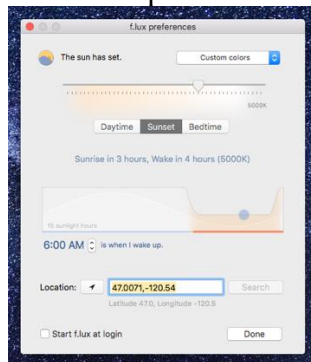 f.lux preferences
The sun has set.
Custom colors
5000K
Daytime Sunset Bedtime
Sunrise in 3 hours, Wake in 4 hours (5000K)
15 sunlight hours
6:00 AM is when I wake up.
Location: 47.0071,-120.54 Search
Latitude 47.0, Longitude -120.5
Start f.lux at login Done